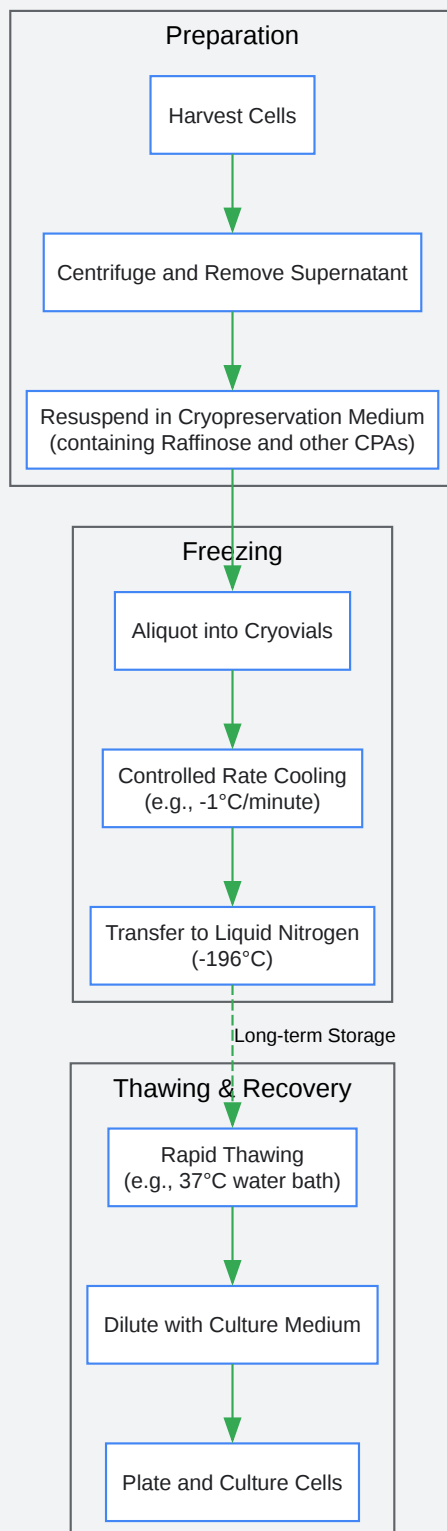 Preparation
Harvest Cells
Centrifuge and Remove Supernatant
Resuspend in Cryopreservation Medium
(containing Raffinose and other CPAs)
Freezing
Aliquot into Cryovials
Controlled Rate Cooling
(e.g., -1°C/minute)
Transfer to Liquid Nitrogen
(-196°C)
Long-term Storage
Thawing & Recovery
Rapid Thawing
(e.g., 37°C water bath)
Dilute with Culture Medium
Plate and Culture Cells